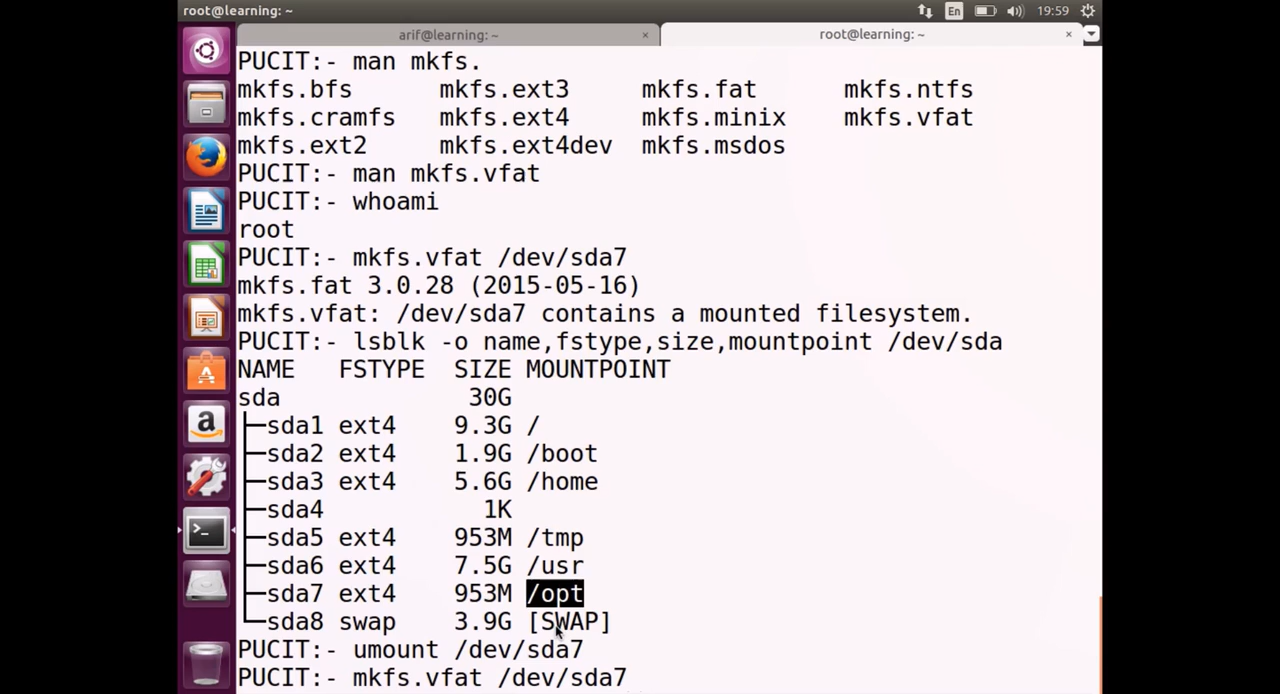 root@learning: ~
En
19:59
arif@learning: ~ ×
root@learning: ~ ×
PUCIT:- man mkfs.
mkfs.bfs mkfs.ext3 mkfs.fat mkfs.ntfs
mkfs.cramfs mkfs.ext4 mkfs.minix mkfs.vfat
mkfs.ext2 mkfs.ext4dev mkfs.msdos
PUCIT:- man mkfs.vfat
PUCIT:- whoami
root
PUCIT:- mkfs.vfat /dev/sda7
mkfs.fat 3.0.28 (2015-05-16)
mkfs.vfat: /dev/sda7 contains a mounted filesystem.
PUCIT:- lsblk -o name,fstype,size,mountpoint /dev/sda
NAME FSTYPE SIZE MOUNTPOINT
sda 30G
├─sda1 ext4 9.3G /
├─sda2 ext4 1.9G /boot
├─sda3 ext4 5.6G /home
├─sda4 1K
├─sda5 ext4 953M /tmp
├─sda6 ext4 7.5G /usr
├─sda7 ext4 953M /opt
└─sda8 swap 3.9G [SWAP]
PUCIT:- umount /dev/sda7
PUCIT:- mkfs.vfat /dev/sda7